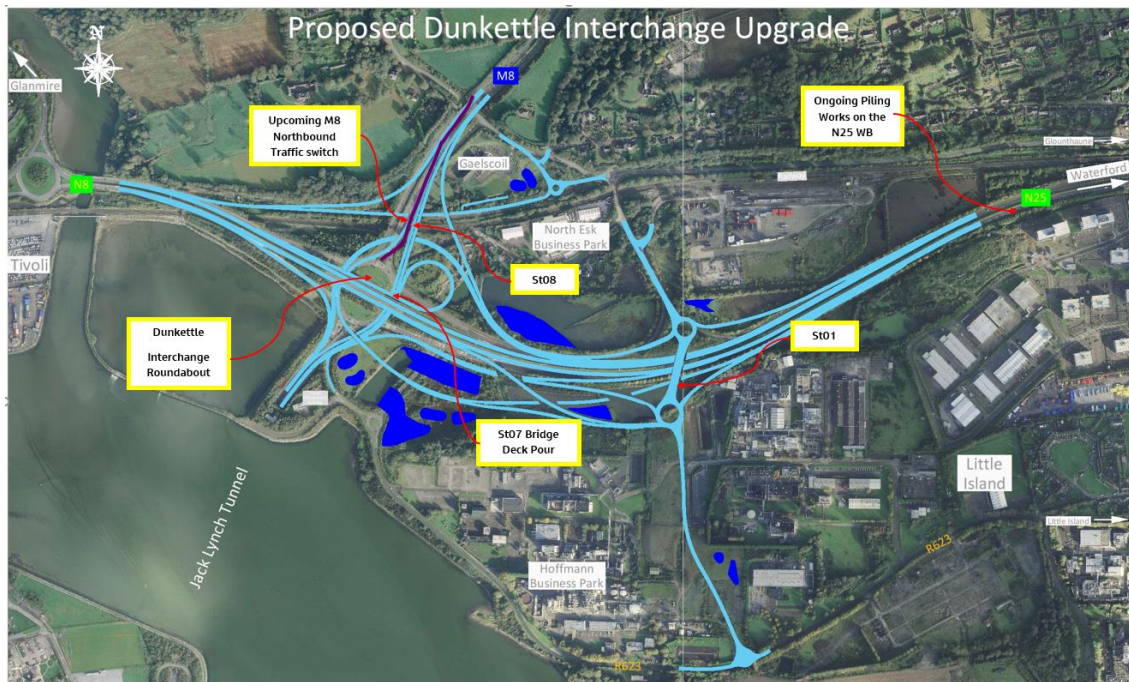 Proposed Dunkettle Interchange Upgrade
N
Glanmire
M8
Upcoming M8
Northbound
Traffic switch
Ongoing Piling
Works on the
N25 WB
Glounthaune
Gaelscoil
Waterford
N8
N25
North Esk
Business Park
Tivoli
St08
Dunkettle
Interchange
Roundabout
St01
St07 Bridge
Deck Pour
Little
Island
Jack Lynch Tunnel
Little Island
R623
Hoffmann
Business Park
R623